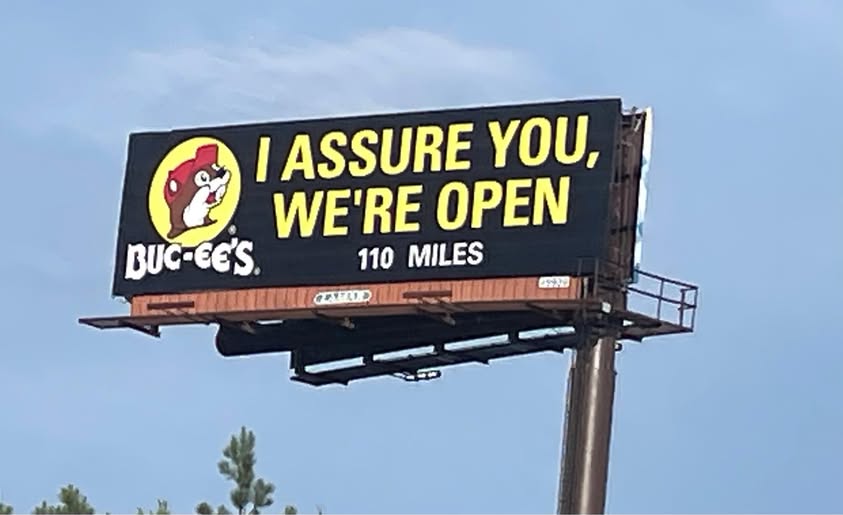 I ASSURE YOU,
WE'RE OPEN
BUC-EE'S®
110 MILES